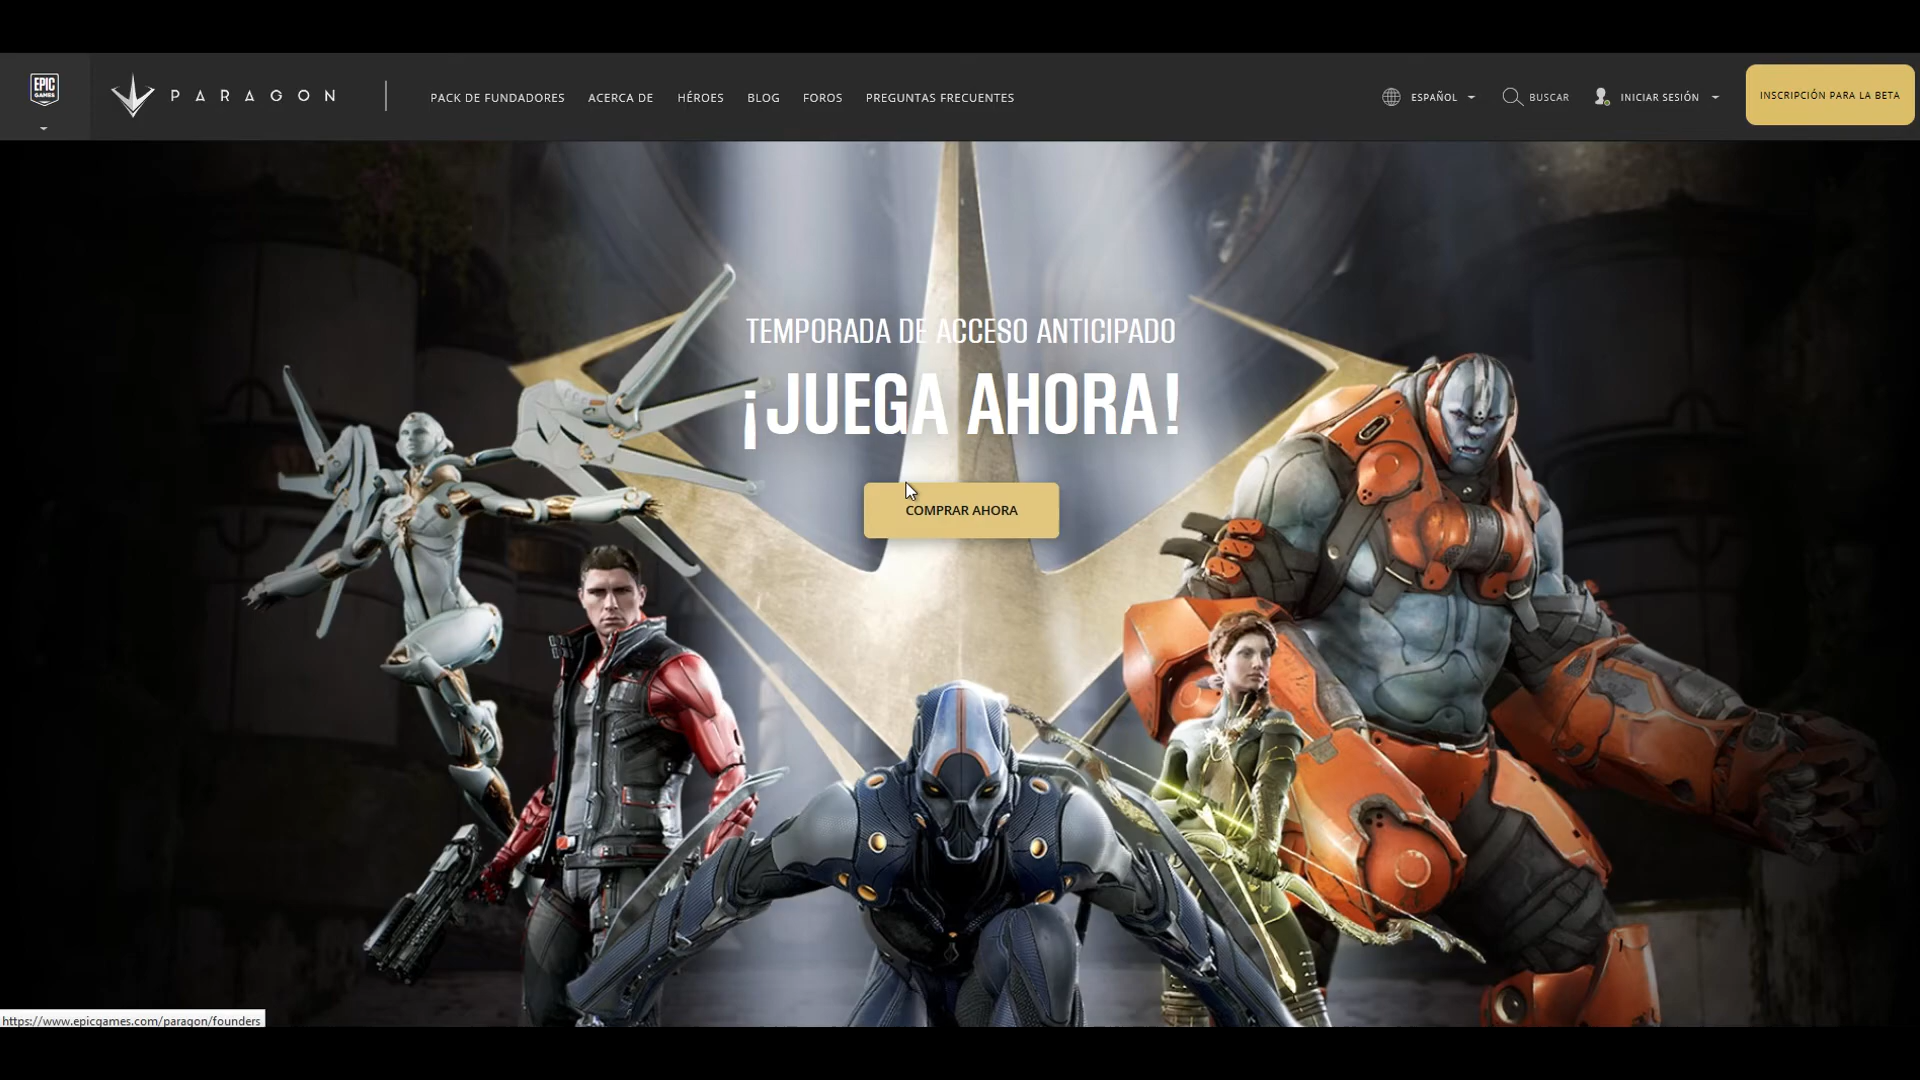 EPIC
GAMES
PARAGON
PACK DE FUNDADORES
ACERCA DE
HÉROES
BLOG
FOROS
PREGUNTAS FRECUENTES
ESPAÑOL
BUSCAR
INICIAR SESIÓN
INSCRIPCIÓN PARA LA BETA
TEMPORADA DE ACCESO ANTICIPADO
¡JUEGA AHORA!
COMPRAR AHORA
https://www.epicgames.com/paragon/founders